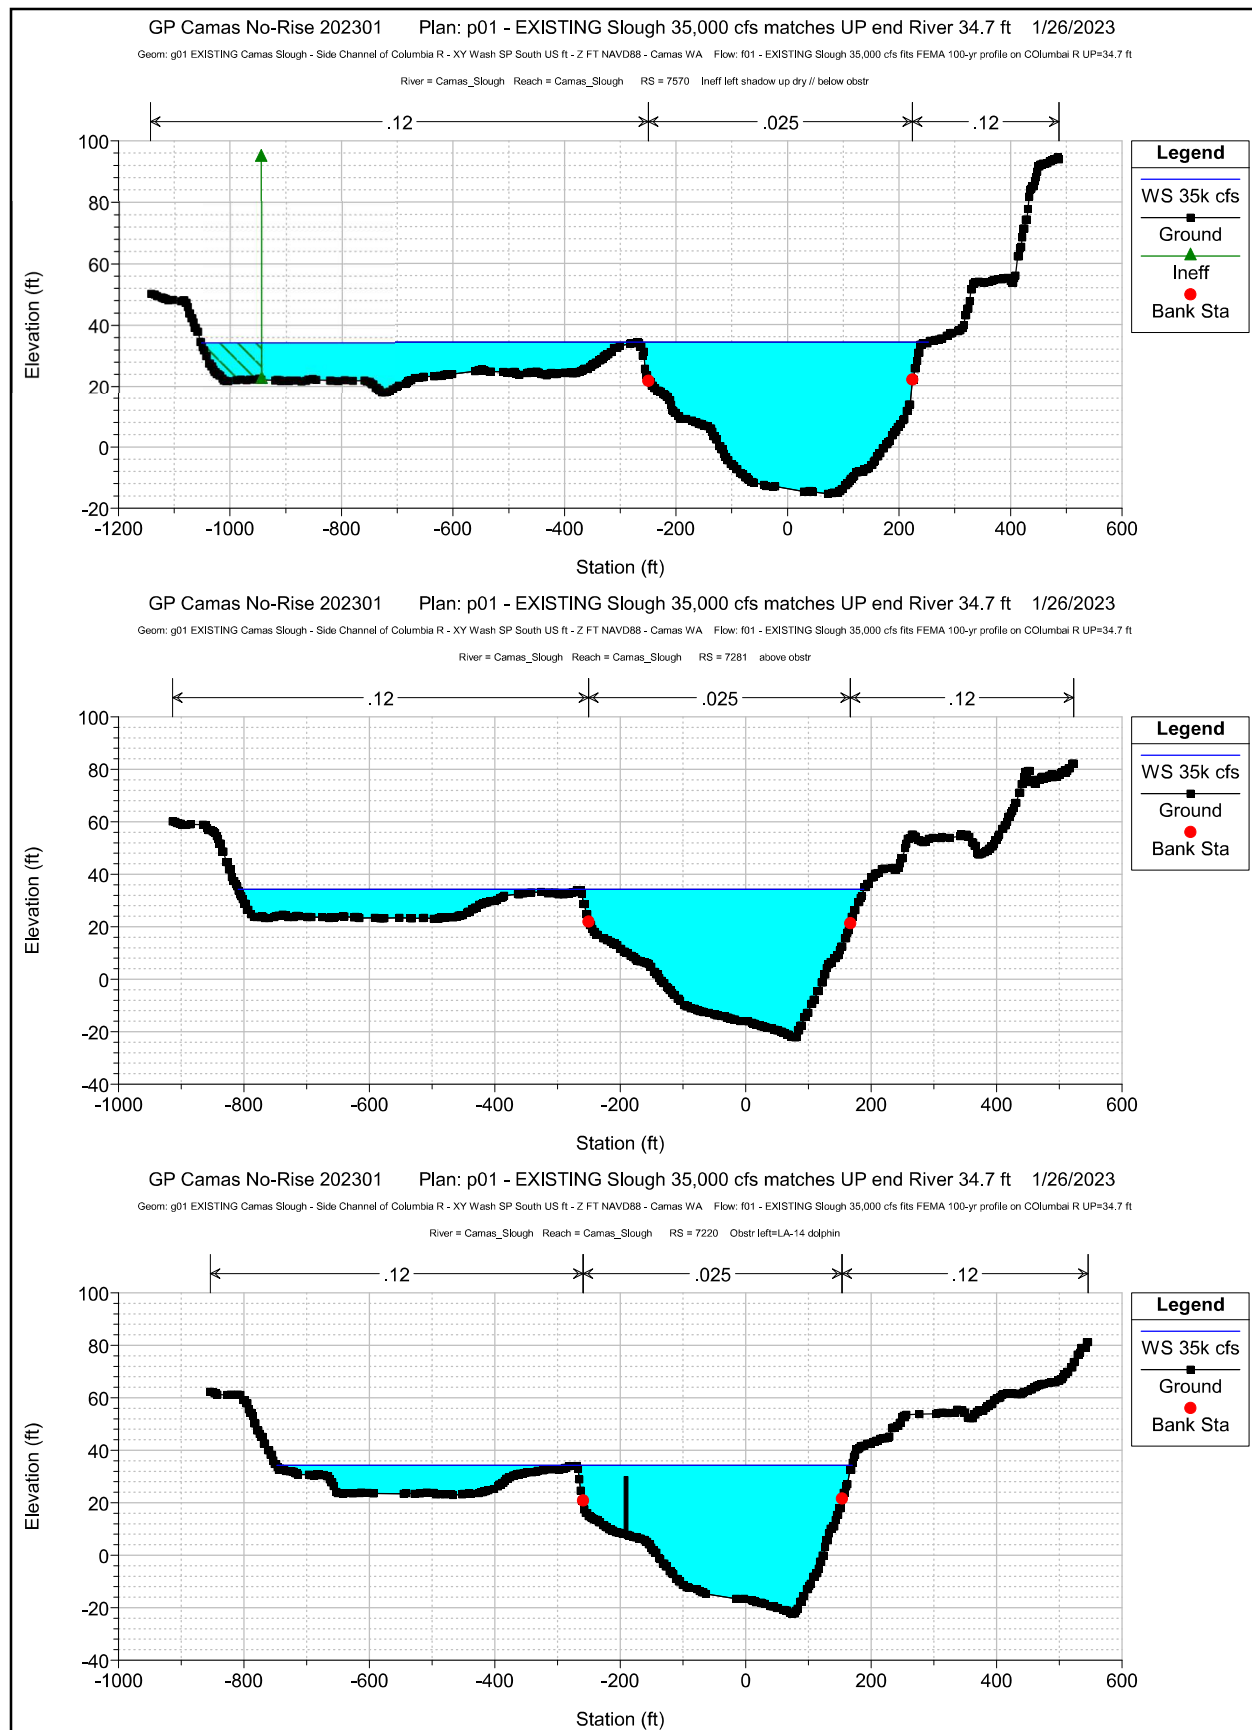 GP Camas No-Rise 202301 Plan: p01 - EXISTING Slough 35,000 cfs matches UP end River 34.7 ft 1/26/2023
Geom: g01 EXISTING Camas Slough - Side Channel of Columbia R - XY Wash SP South US ft - Z FT NAVD88 - Camas WA Flow: f01 - EXISTING Slough 35,000 cfs fits FEMA 100-yr profile on COlumbai R UP=34.7 ft
River = Camas_Slough Reach = Camas_Slough RS = 7570 Ineff left shadow up dry // below obstr
.12 .025 .12
100
80
60
40
20
0
-20
Elevation (ft)
-1200 -1000 -800 -600 -400 -200 0 200 400 600
Station (ft)
Legend
WS 35k cfs
Ground
Ineff
Bank Sta
GP Camas No-Rise 202301 Plan: p01 - EXISTING Slough 35,000 cfs matches UP end River 34.7 ft 1/26/2023
Geom: g01 EXISTING Camas Slough - Side Channel of Columbia R - XY Wash SP South US ft - Z FT NAVD88 - Camas WA Flow: f01 - EXISTING Slough 35,000 cfs fits FEMA 100-yr profile on COlumbai R UP=34.7 ft
River = Camas_Slough Reach = Camas_Slough RS = 7281 above obstr
.12 .025 .12
100
80
60
40
20
0
-20
-40
Elevation (ft)
-1000 -800 -600 -400 -200 0 200 400 600
Station (ft)
Legend
WS 35k cfs
Ground
Bank Sta
GP Camas No-Rise 202301 Plan: p01 - EXISTING Slough 35,000 cfs matches UP end River 34.7 ft 1/26/2023
Geom: g01 EXISTING Camas Slough - Side Channel of Columbia R - XY Wash SP South US ft - Z FT NAVD88 - Camas WA Flow: f01 - EXISTING Slough 35,000 cfs fits FEMA 100-yr profile on COlumbai R UP=34.7 ft
River = Camas_Slough Reach = Camas_Slough RS = 7220 Obstr left=LA-14 dolphin
.12 .025 .12
100
80
60
40
20
0
-20
-40
Elevation (ft)
-1000 -800 -600 -400 -200 0 200 400 600
Station (ft)
Legend
WS 35k cfs
Ground
Bank Sta